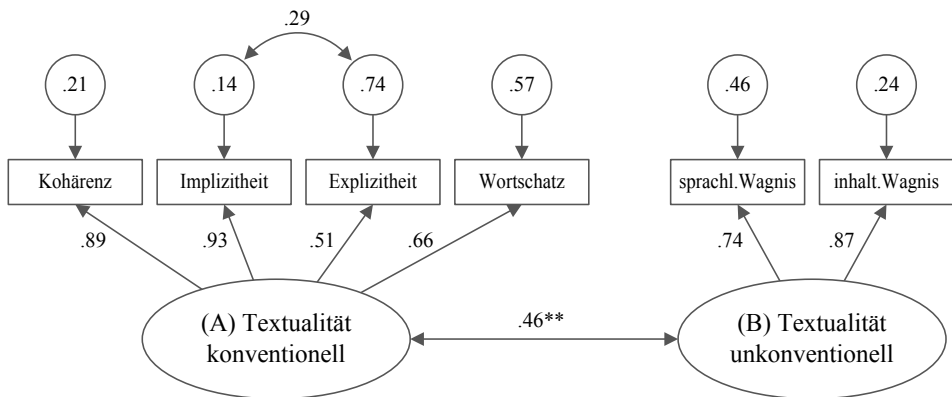 .29
.21
.14
.74
.57
.46
.24
Kohärenz
Implizitheit
Explizitheit
Wortschatz
sprachl.Wagnis
inhalt.Wagnis
.89
.93
.51
.66
.74
.87
(A) Textualität
konventionell
.46**
(B) Textualität
unkonventionell